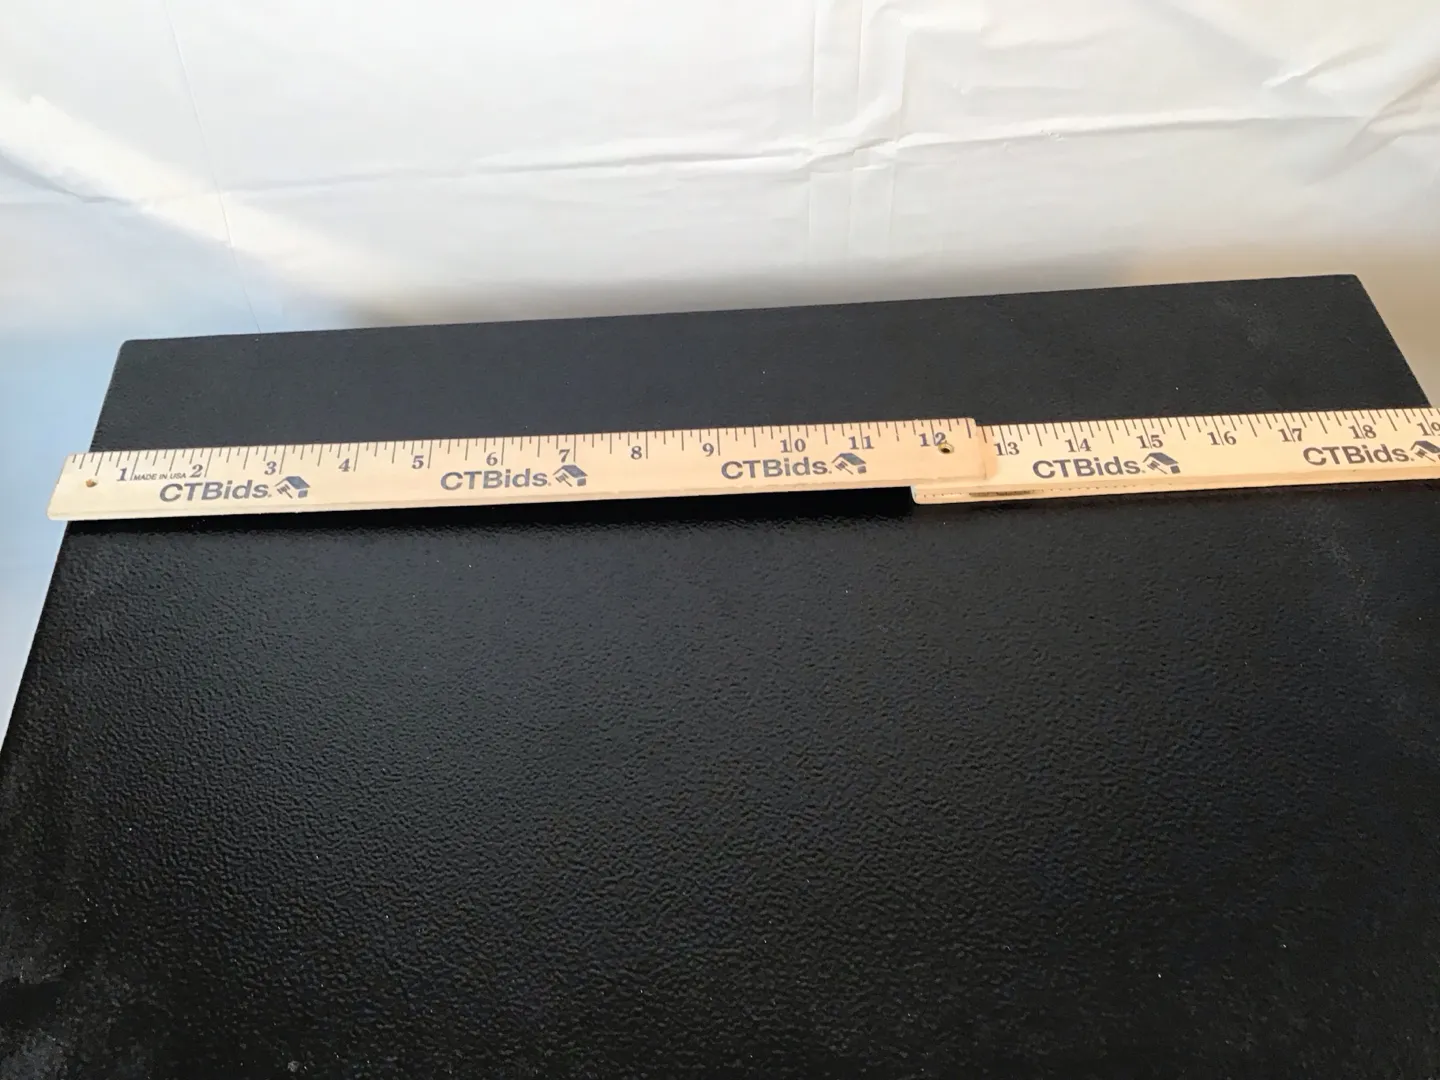 1 MADE IN USA 2 3 4 5 6 7 8 9 10 11 12 13 14 15 16 17 18 19
CTBids. CTBids. CTBids. CTBids. CTBids.